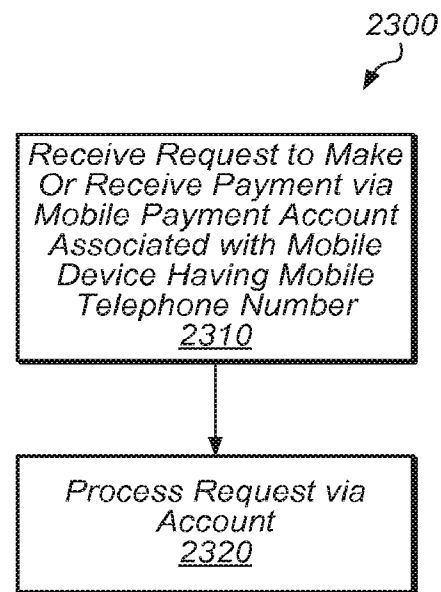 2300
Receive Request to Make
Or Receive Payment via
Mobile Payment Account
Associated with Mobile
Device Having Mobile
Telephone Number
2310
Process Request via
Account
2320